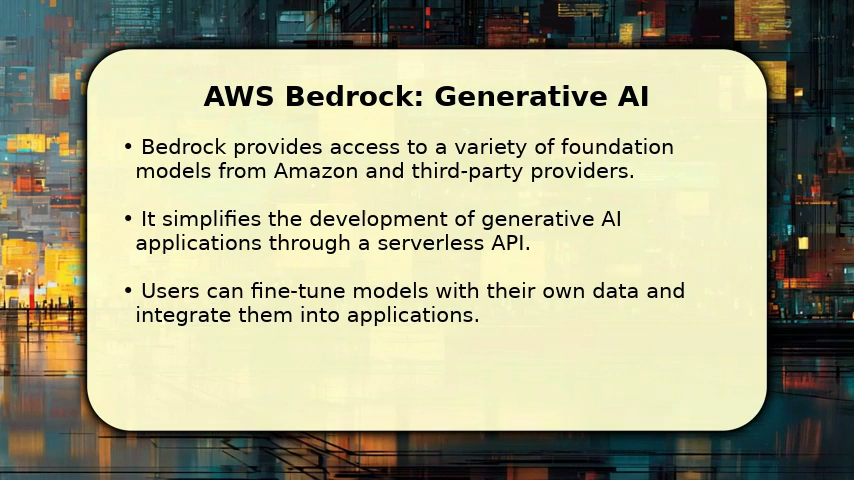 AWS Bedrock: Generative AI
• Bedrock provides access to a variety of foundation
models from Amazon and third-party providers.
• It simplifies the development of generative AI
applications through a serverless API.
• Users can fine-tune models with their own data and
integrate them into applications.